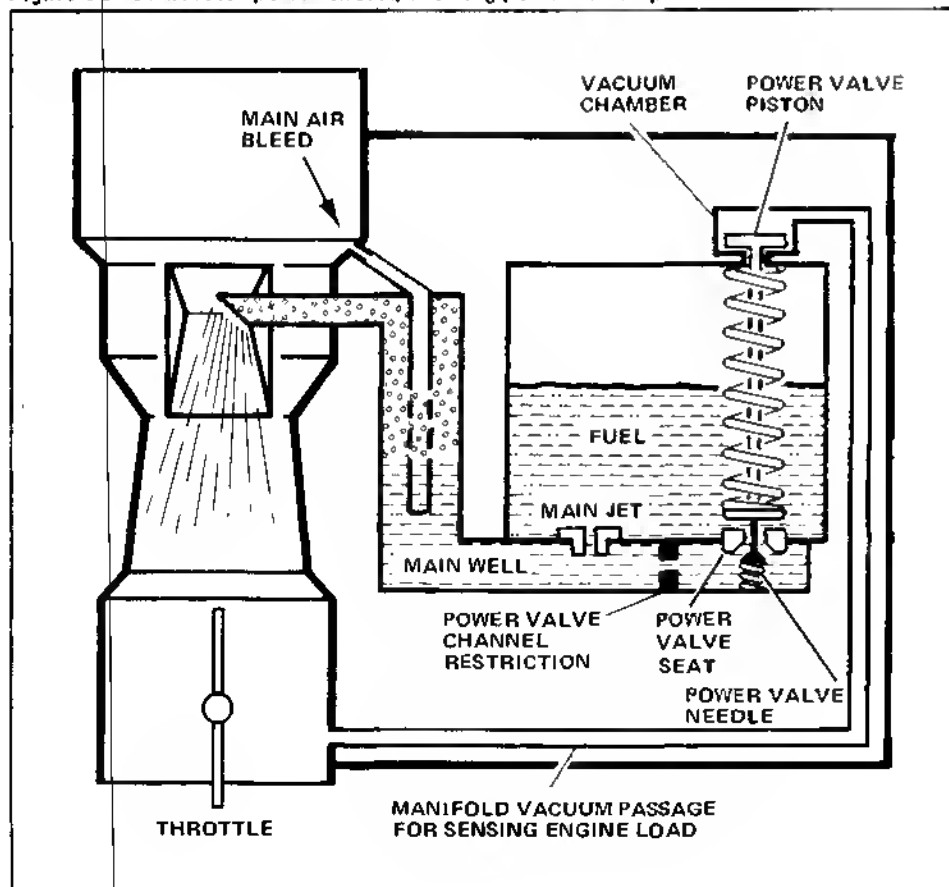 VACUUM
CHAMBER
POWER VALVE
PISTON
MAIN AIR
BLEED
FUEL
MAIN JET
MAIN WELL
POWER VALVE
CHANNEL
RESTRICTION
POWER
VALVE
SEAT
POWER VALVE
NEEDLE
MANIFOLD VACUUM PASSAGE
FOR SENSING ENGINE LOAD
THROTTLE